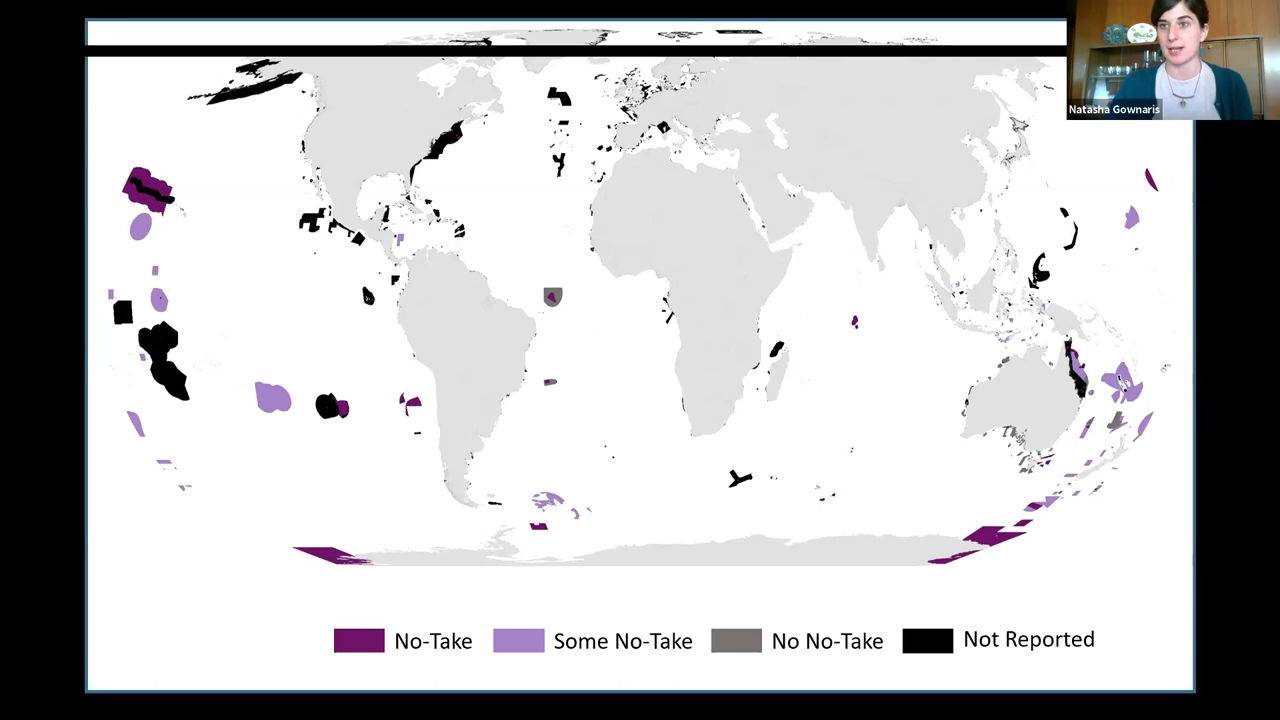 Natasha Gownaris
No-Take
Some No-Take
No No-Take
Not Reported